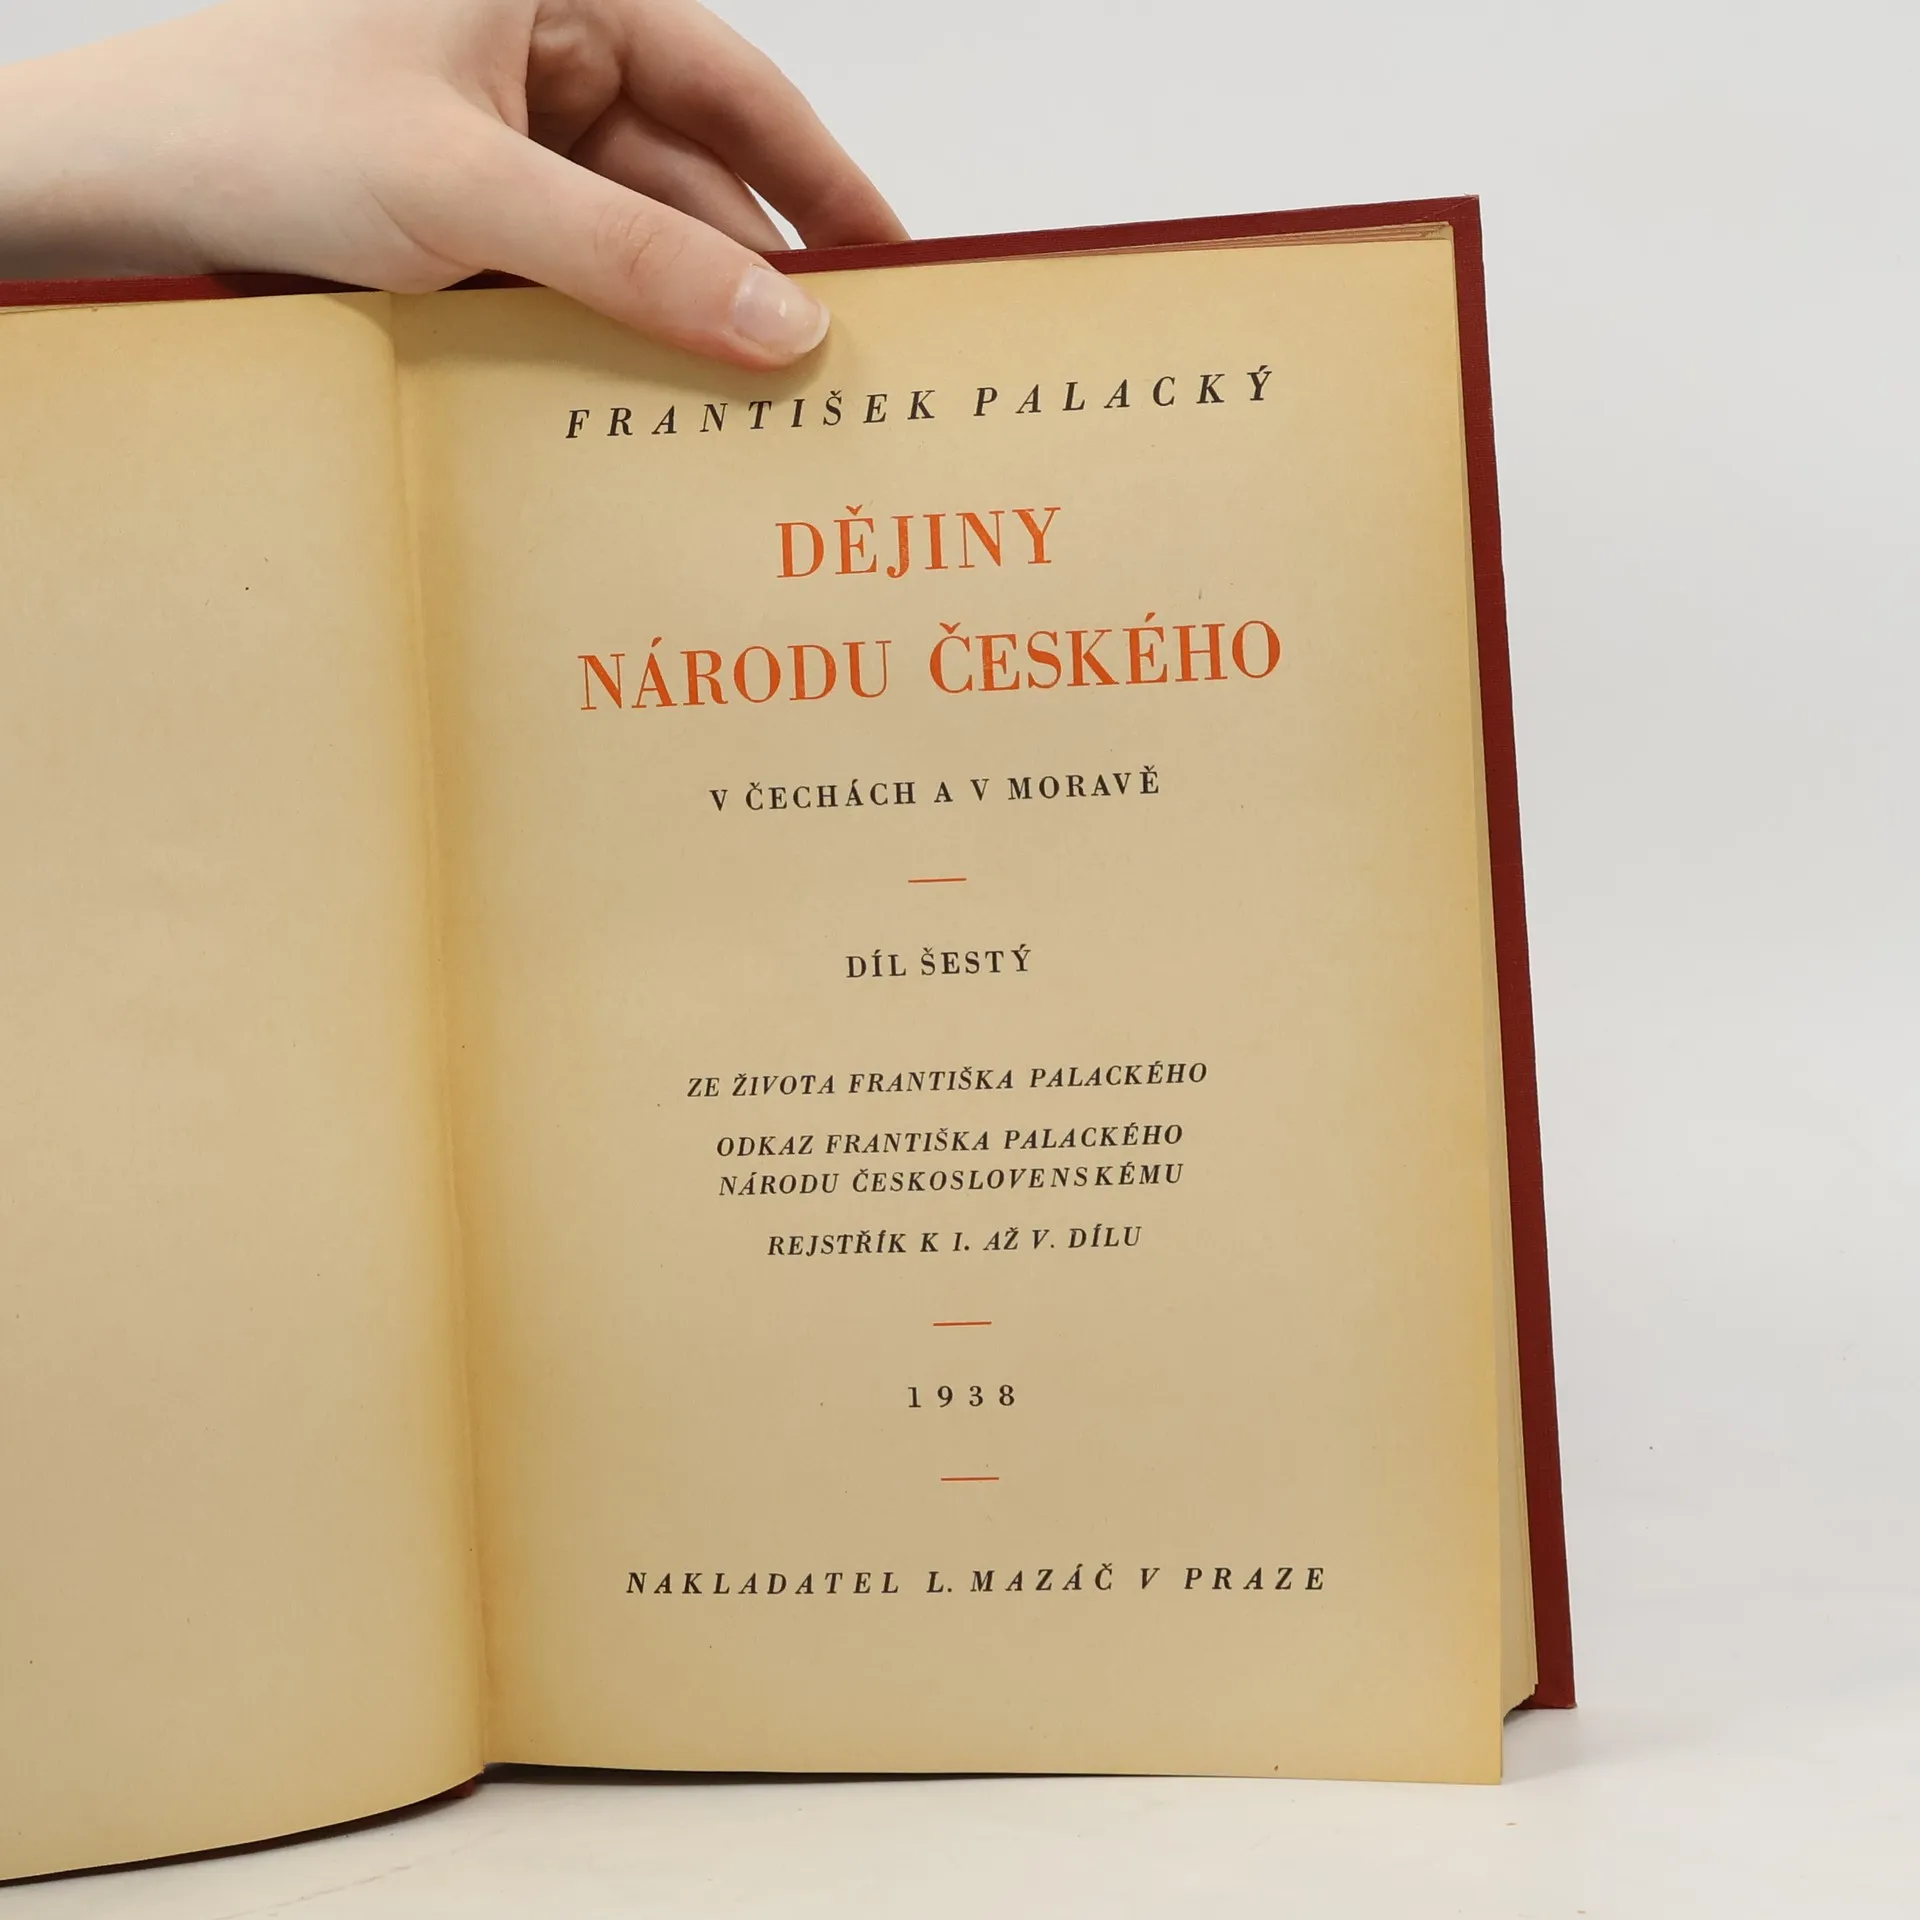 FRANTIŠEK PALACKÝ
DĚJINY
NÁRODU ČESKÉHO
V ČECHÁCH A V MORAVĚ
DÍL ŠESTÝ
ZE ŽIVOTA FRANTIŠKA PALACKÉHO
ODKAZ FRANTIŠKA PALACKÉHO
NÁRODU ČESKOSLOVENSKÉMU
REJSTŘÍK K I. AŽ V. DÍLU
1938
NAKLADATEL L. MAZÁČ V PRAZE